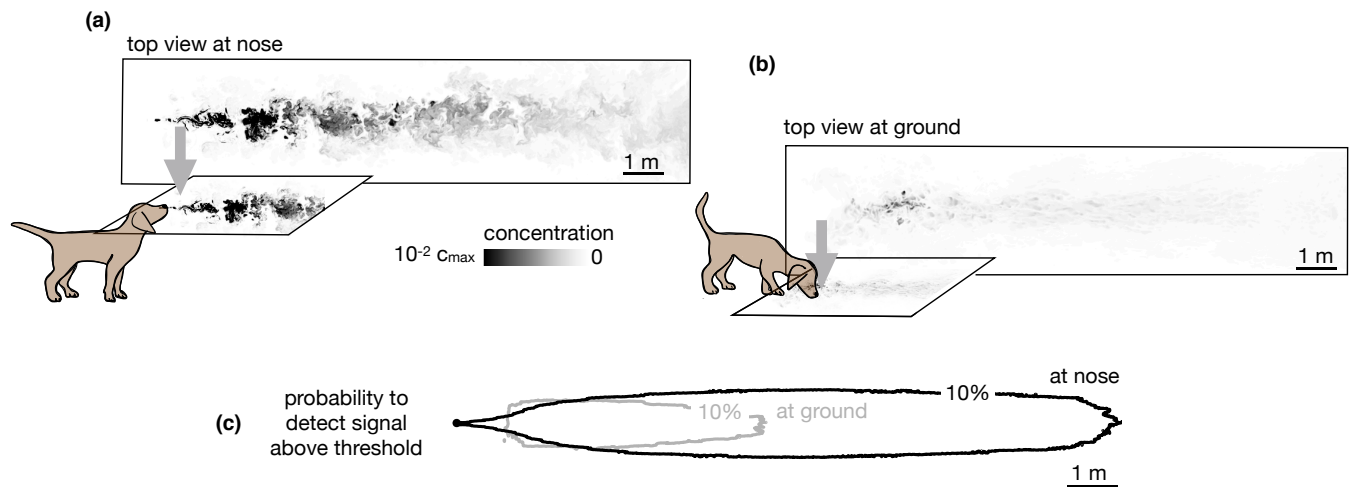 (a)
top view at nose
1 m
concentration
10-2 cmax 0
(b)
top view at ground
1 m
(c)
probability to
detect signal
above threshold
10%
at nose
10%
at ground
1 m